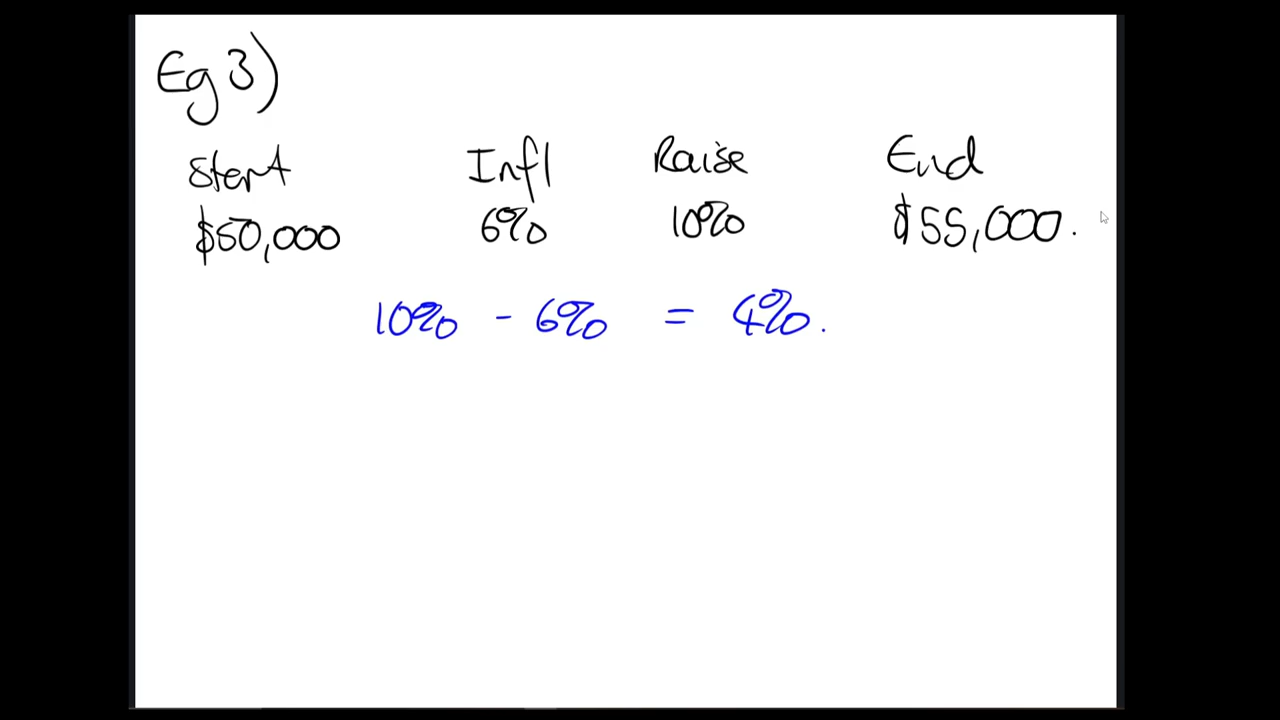 Eg 3)
Start Infl Raise End
$50,000 6% 10% $55,000.
10% - 6% = 4%.